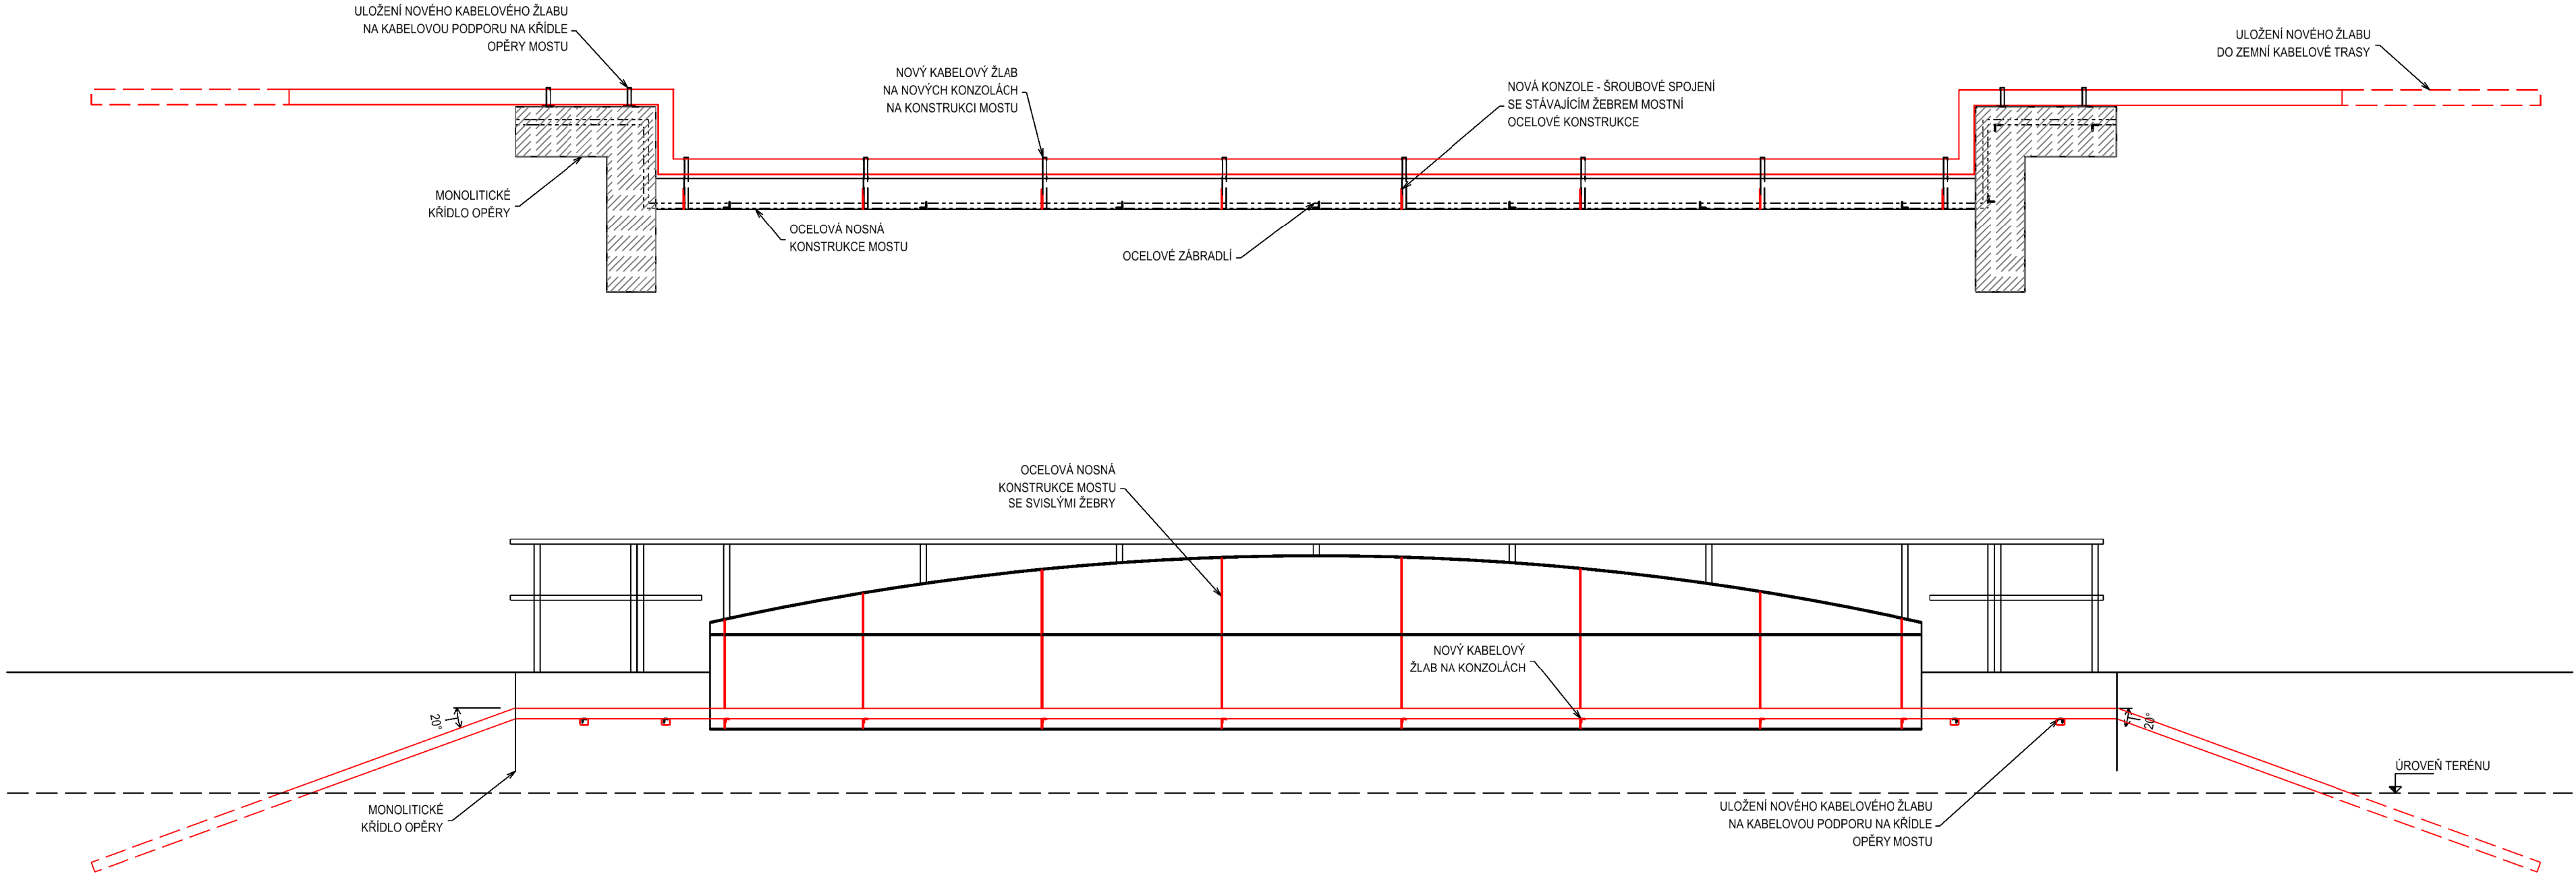 ULOŽENÍ NOVÉHO KABELOVÉHO ŽLABU
NA KABELOVOU PODPORU NA KŘÍDLE
OPĚRY MOSTU
NOVÝ KABELOVÝ ŽLAB
NA NOVÝCH KONZOLÁCH
NA KONSTRUKCI MOSTU
NOVÁ KONZOLE - ŠROUBOVÉ SPOJENÍ
SE STÁVAJÍCÍM ŽEBREM MOSTNÍ
OCELOVÉ KONSTRUKCE
ULOŽENÍ NOVÉHO ŽLABU
DO ZEMNÍ KABELOVÉ TRASY
MONOLITICKÉ
KŘÍDLO OPĚRY
OCELOVÁ NOSNÁ
KONSTRUKCE MOSTU
OCELOVÉ ZÁBRADLÍ
OCELOVÁ NOSNÁ
KONSTRUKCE MOSTU
SE SVISLÝMI ŽEBRY
NOVÝ KABELOVÝ
ŽLAB NA KONZOLÁCH
20°
20°
ÚROVEŇ TERÉNU
MONOLITICKÉ
KŘÍDLO OPĚRY
ULOŽENÍ NOVÉHO KABELOVÉHO ŽLABU
NA KABELOVOU PODPORU NA KŘÍDLE
OPĚRY MOSTU